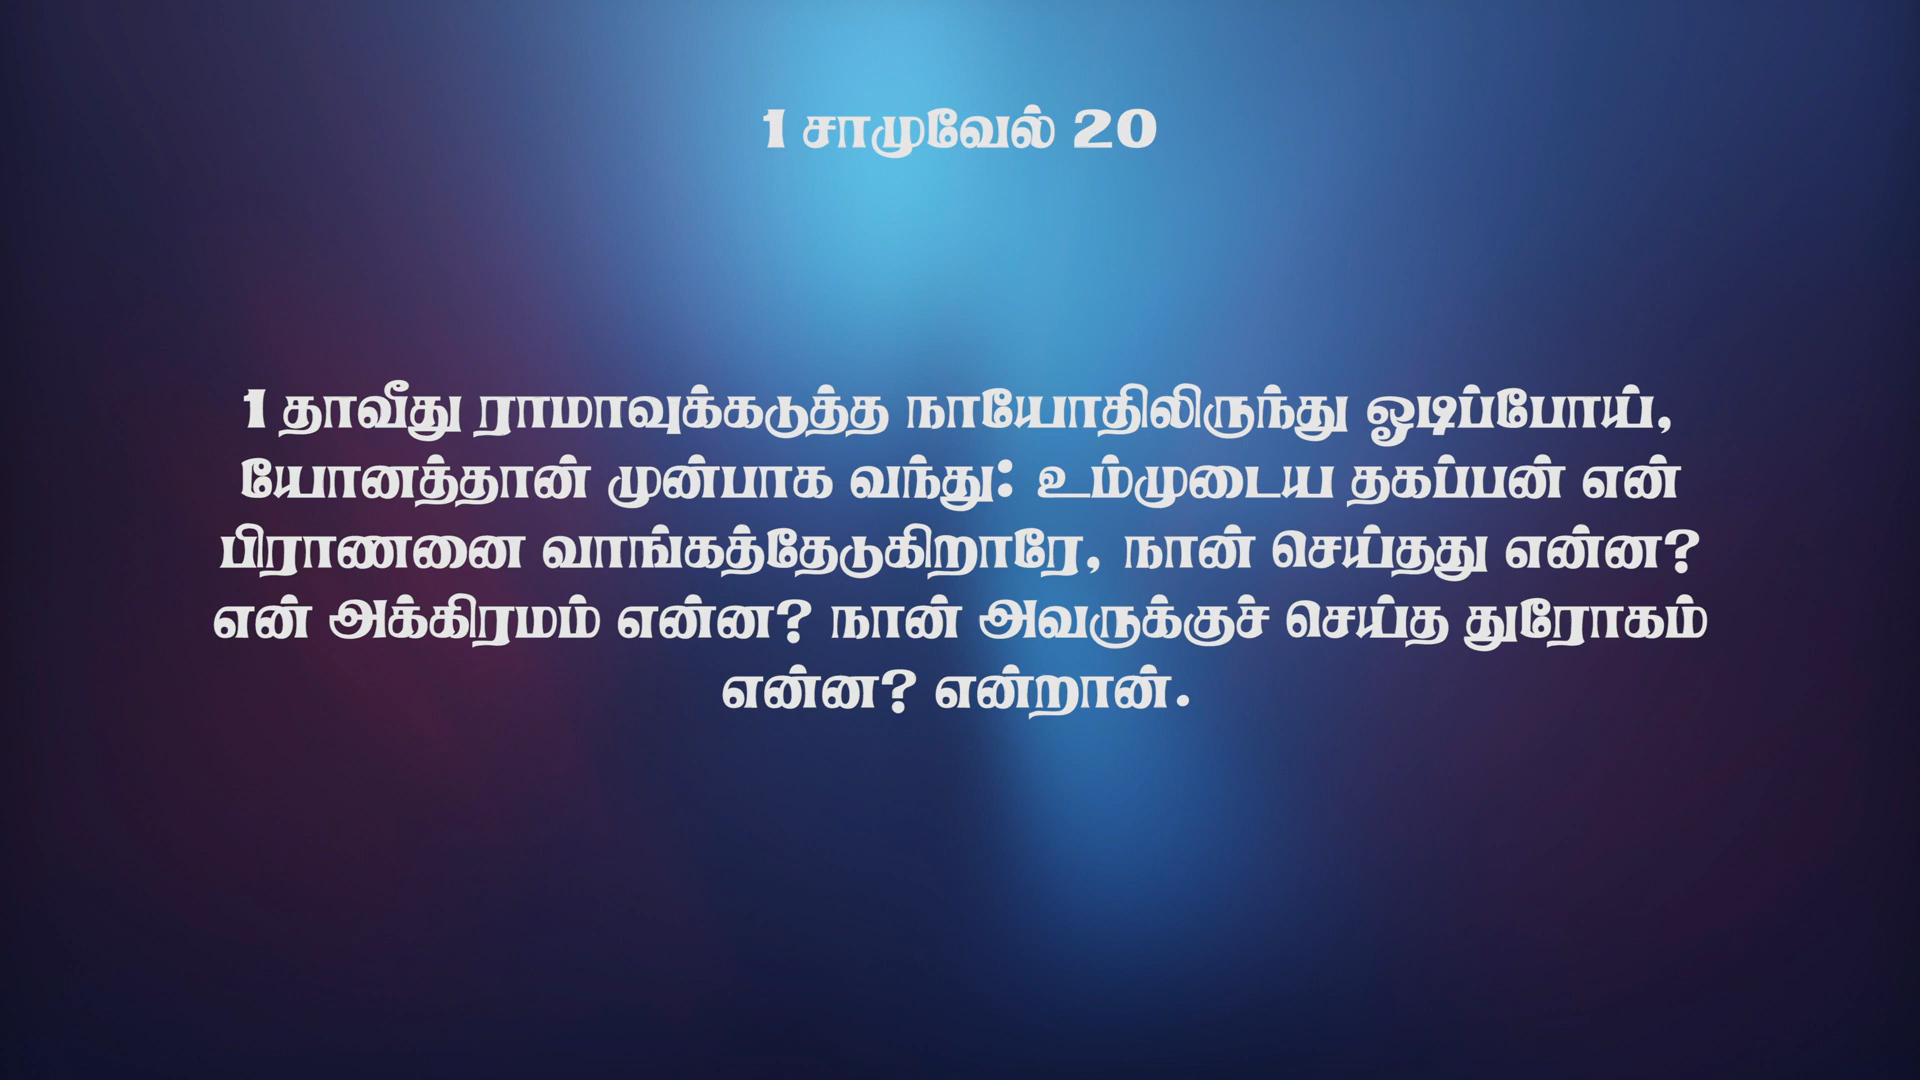 1 சாமுவேல் 20
1 தாவீது ராமாவுக்கடுத்த நாயோதிலிருந்து ஓடிப்போய்,
யோனத்தான் முன்பாக வந்து: உம்முடைய தகப்பன் என்
பிராணனை வாங்கத்தேடுகிறாரே, நான் செய்தது என்ன?
என் அக்கிரமம் என்ன? நான் அவருக்குச் செய்த துரோகம்
என்ன? என்றான்.